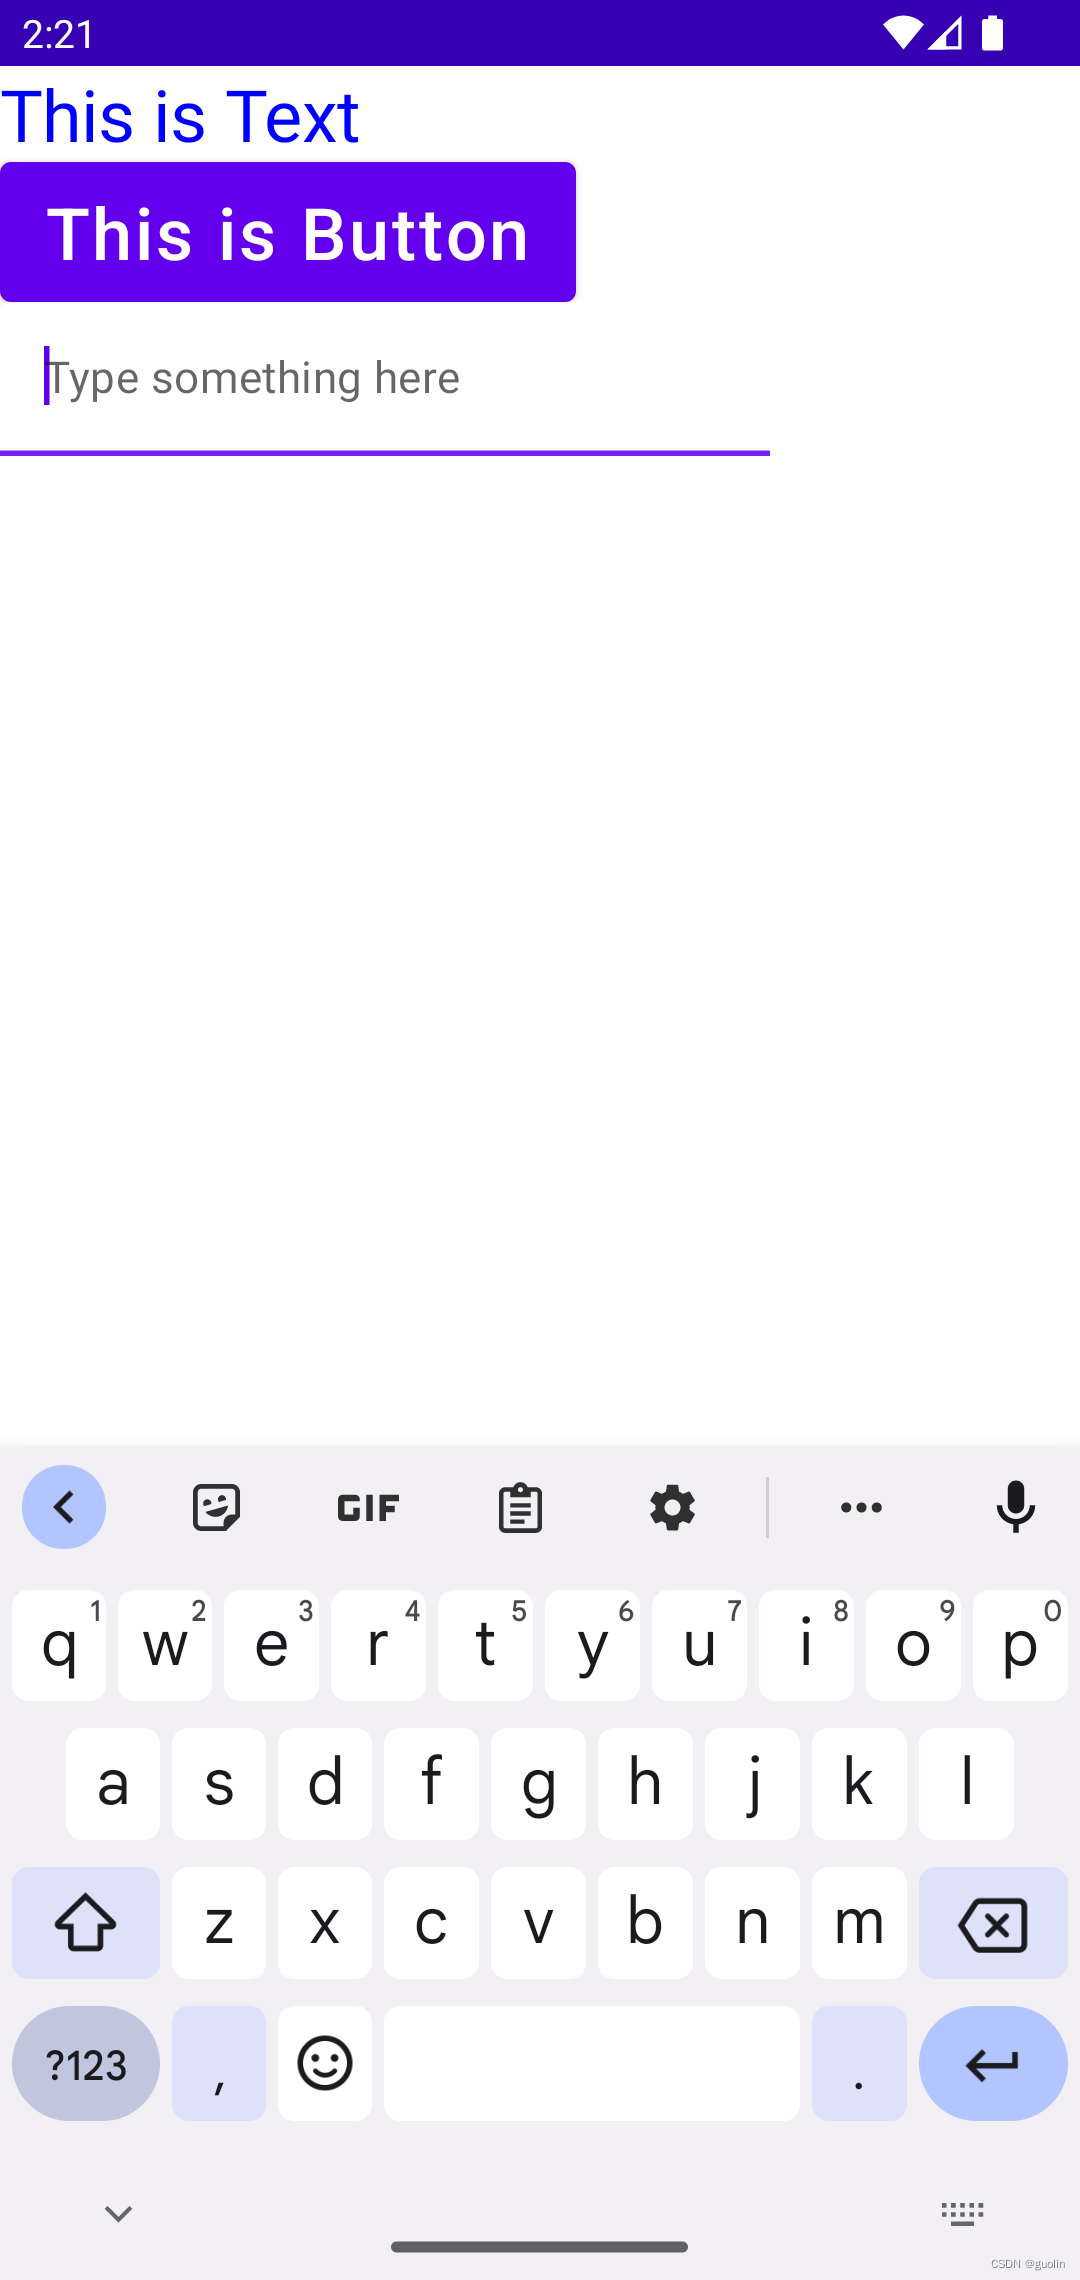 2:21
This is Text
This is Button
Type something here
GIF
q 1 w 2 e 3 r 4 t 5 y 6 u 7 i 8 o 9 p 0
a s d f g h j k l
z x c v b n m
?123 , .
CSDN @guolin